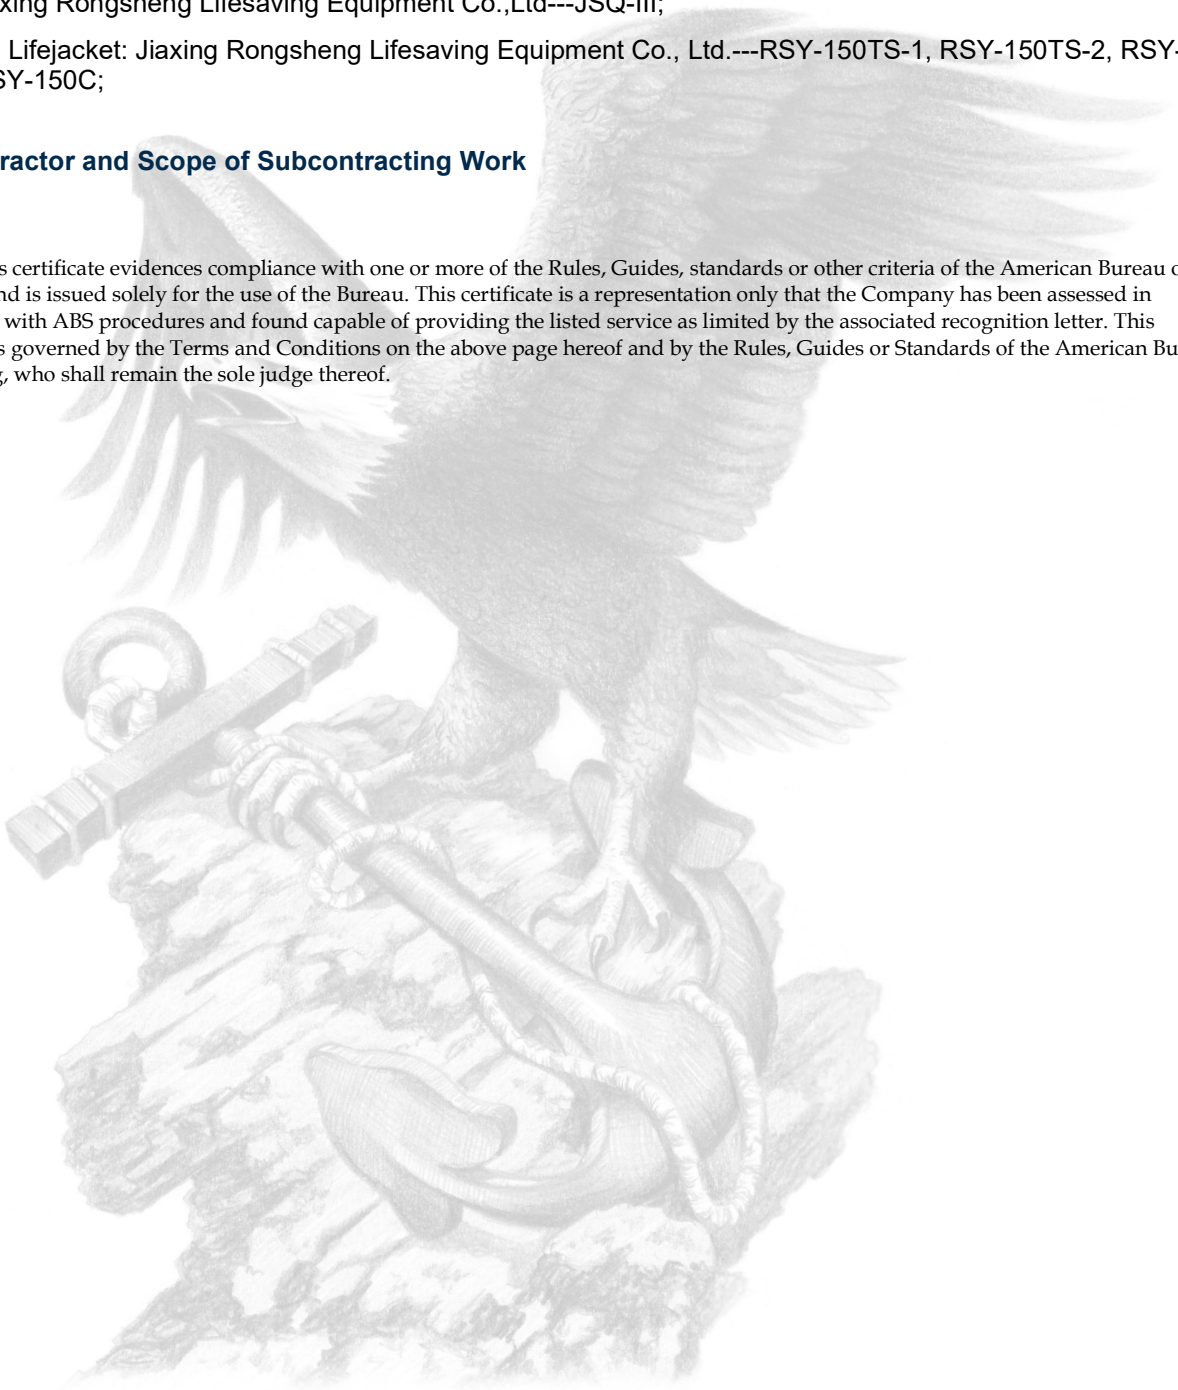 xing Rongsheng Lifesaving Equipment Co.,Ltd---JSQ-III;
Lifejacket: Jiaxing Rongsheng Lifesaving Equipment Co., Ltd.---RSY-150TS-1, RSY-150TS-2, RSY-
SY-150C;
ractor and Scope of Subcontracting Work
s certificate evidences compliance with one or more of the Rules, Guides, standards or other criteria of the American Bureau o
nd is issued solely for the use of the Bureau. This certificate is a representation only that the Company has been assessed in
with ABS procedures and found capable of providing the listed service as limited by the associated recognition letter. This
s governed by the Terms and Conditions on the above page hereof and by the Rules, Guides or Standards of the American Bu
g, who shall remain the sole judge thereof.